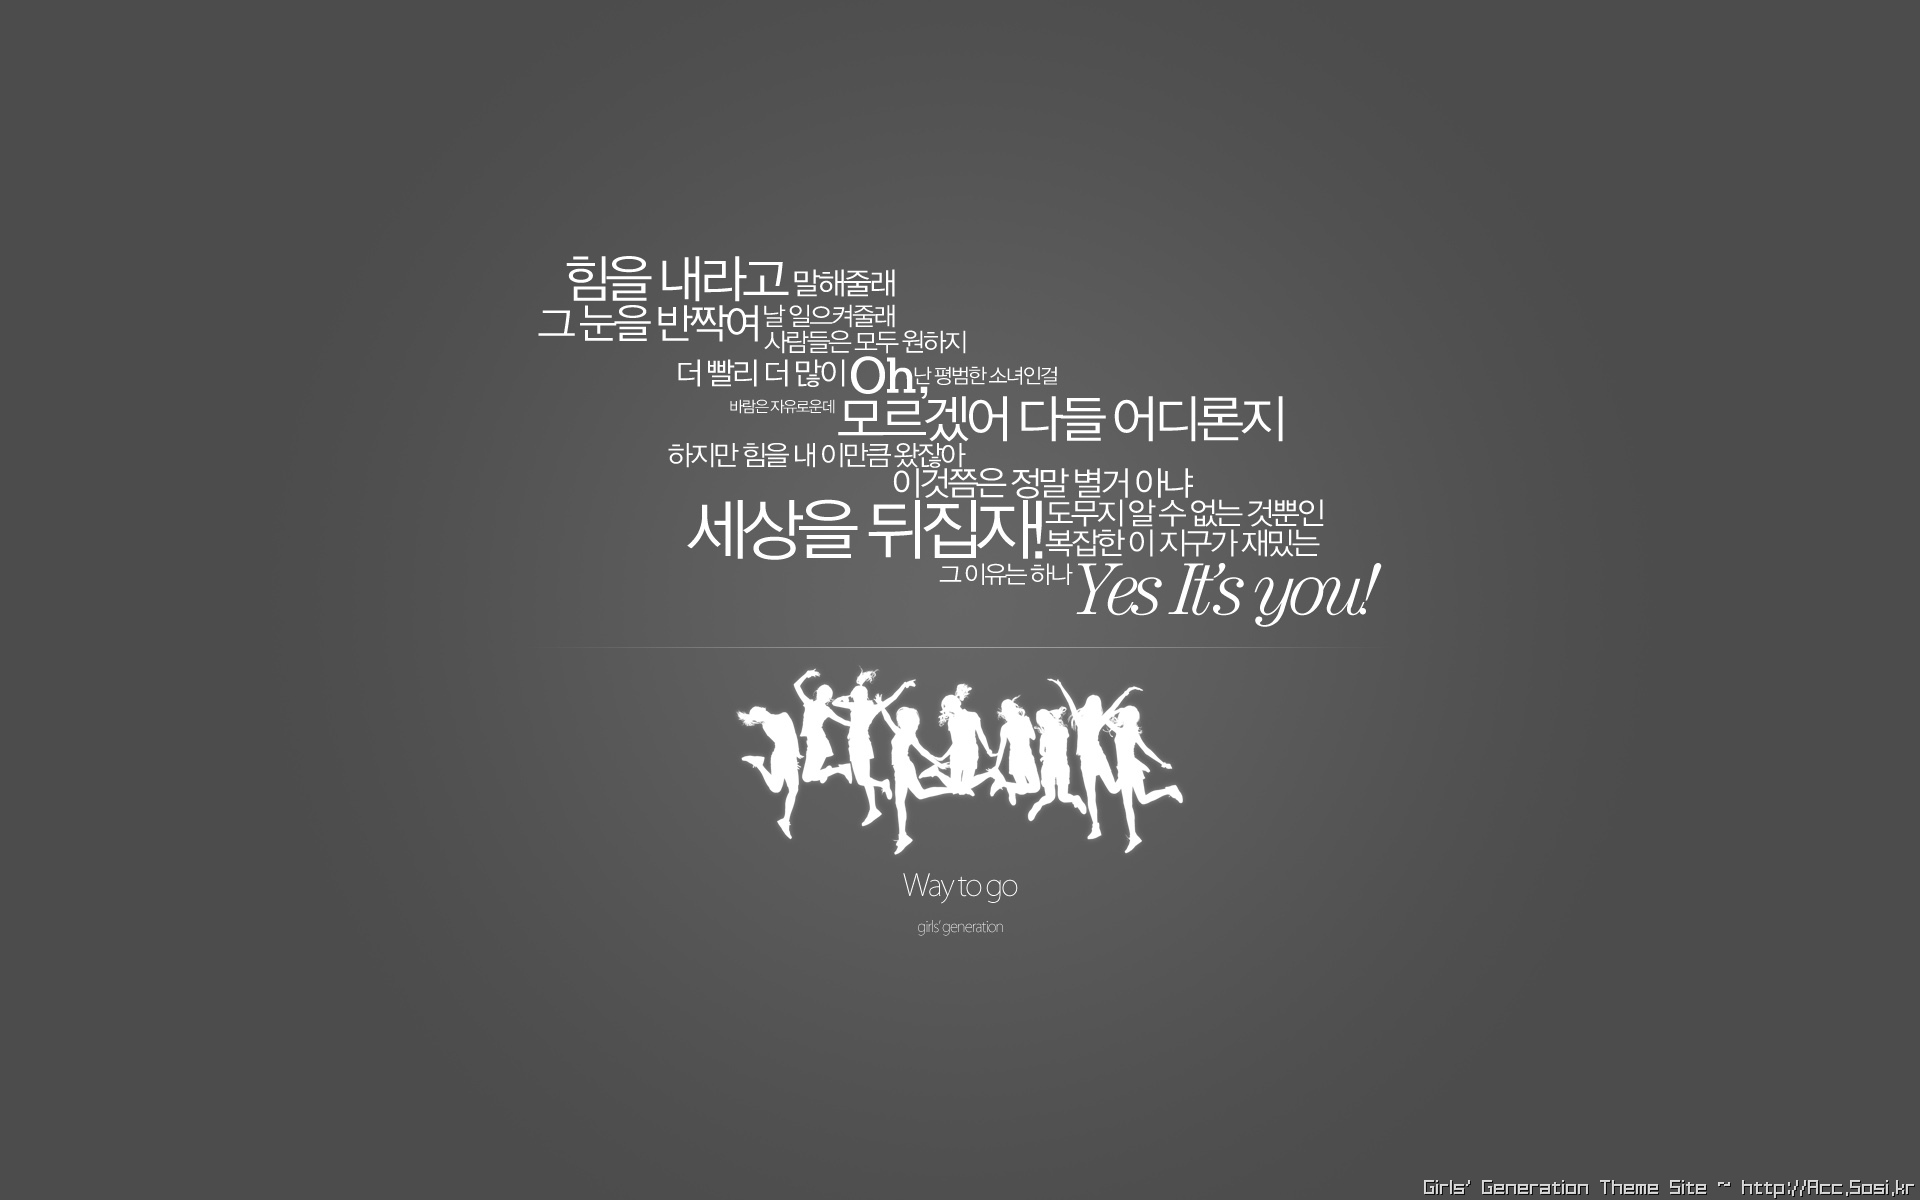 힘을 내라고 말해줄래
그 눈을 반짝여 날 일으켜줄래
사람들은 모두 원하지
더 빨리 더 많이 Oh, 난 평범한 소녀인걸
바람은 자유로운데 모르겠어 다들 어디론지
하지만 힘을 내 이만큼 왔잖아
이것쯤은 정말 별거 아냐
세상을 뒤집자! 도무지 알 수 없는 것뿐인
복잡한 이 지구가 재밌는
그 이유는 하나 Yes It's you!
Way to go
girls' generation
Girls' Generation Theme Site ~ http://Acc.Sosi.kr